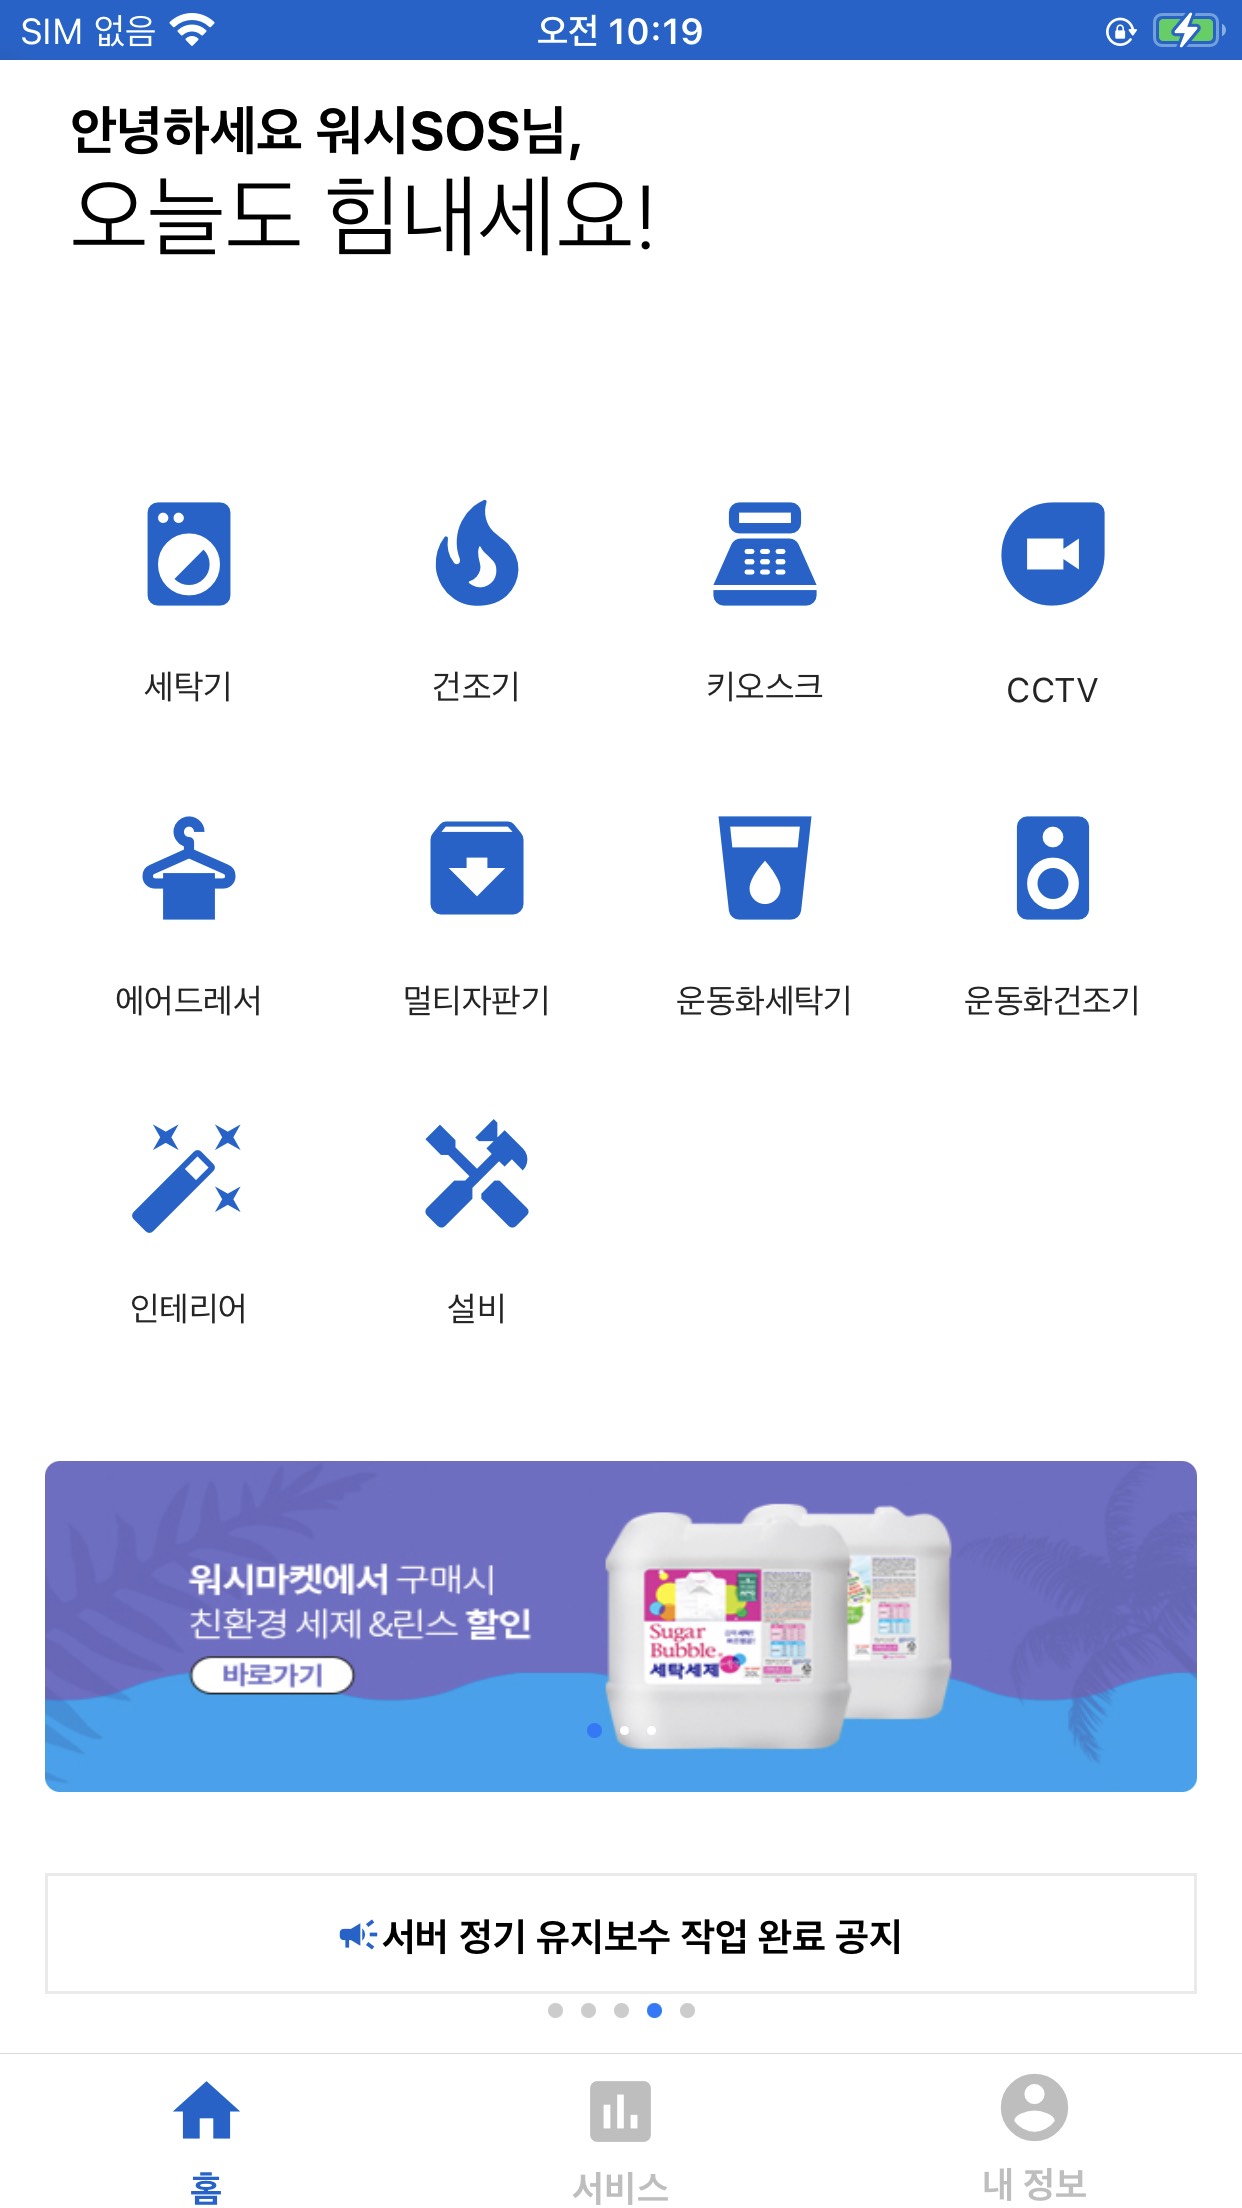 SIM 없음
오전 10:19
안녕하세요 워시SOS님,
오늘도 힘내세요!
세탁기
건조기
키오스크
CCTV
에어드레서
멀티자판기
운동화세탁기
운동화건조기
인테리어
설비
워시마켓에서 구매시
친환경 세제 &린스 할인
바로가기
Sugar
Bubble
세탁세제
20L
서버 정기 유지보수 작업 완료 공지
홈
서비스
내 정보